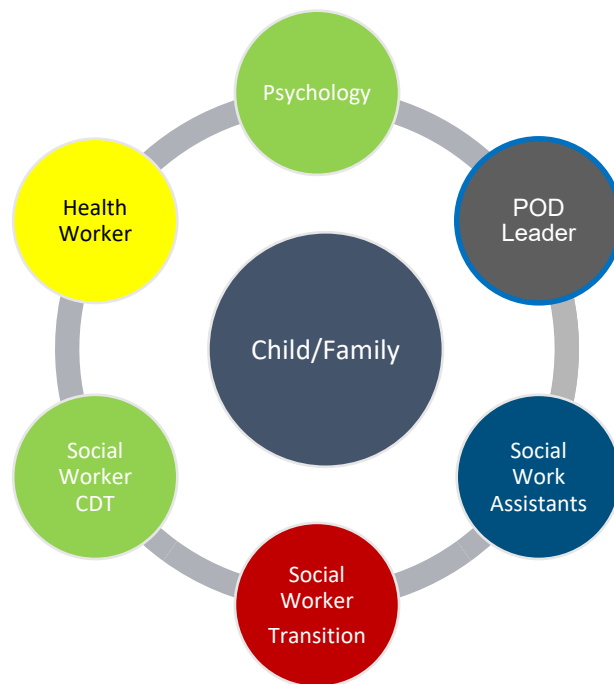 Psychology
Health
Worker
POD
Leader
Child/Family
Social
Worker
CDT
Social
Work
Assistants
Social
Worker
Transition